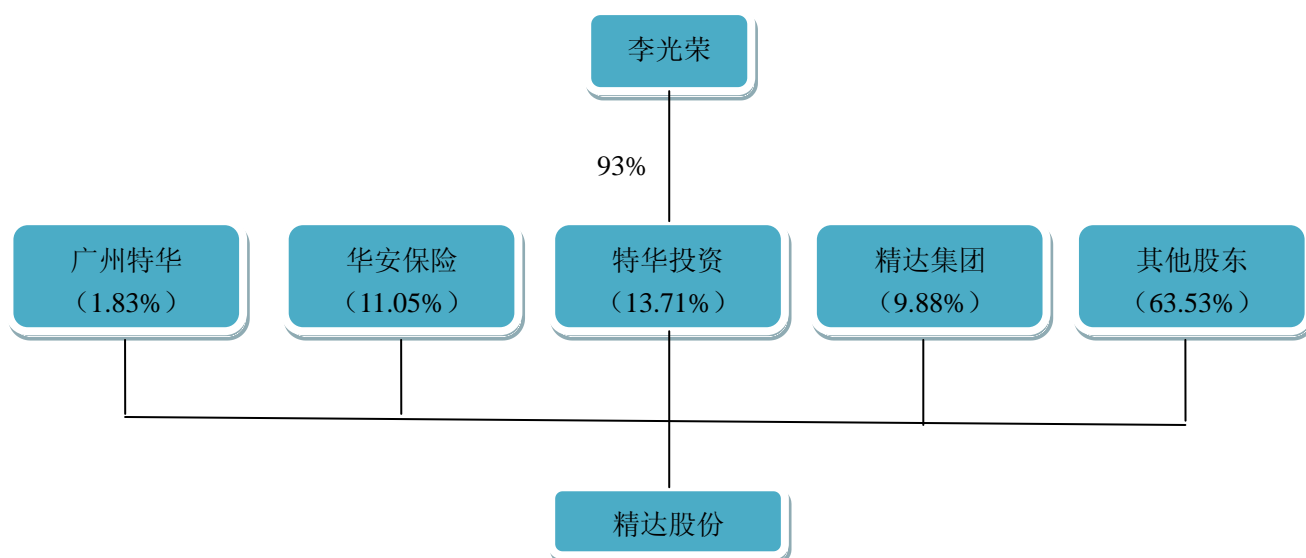 李光荣
93%
广州特华
（1.83%）
华安保险
（11.05%）
特华投资
（13.71%）
精达集团
（9.88%）
其他股东
（63.53%）
精达股份